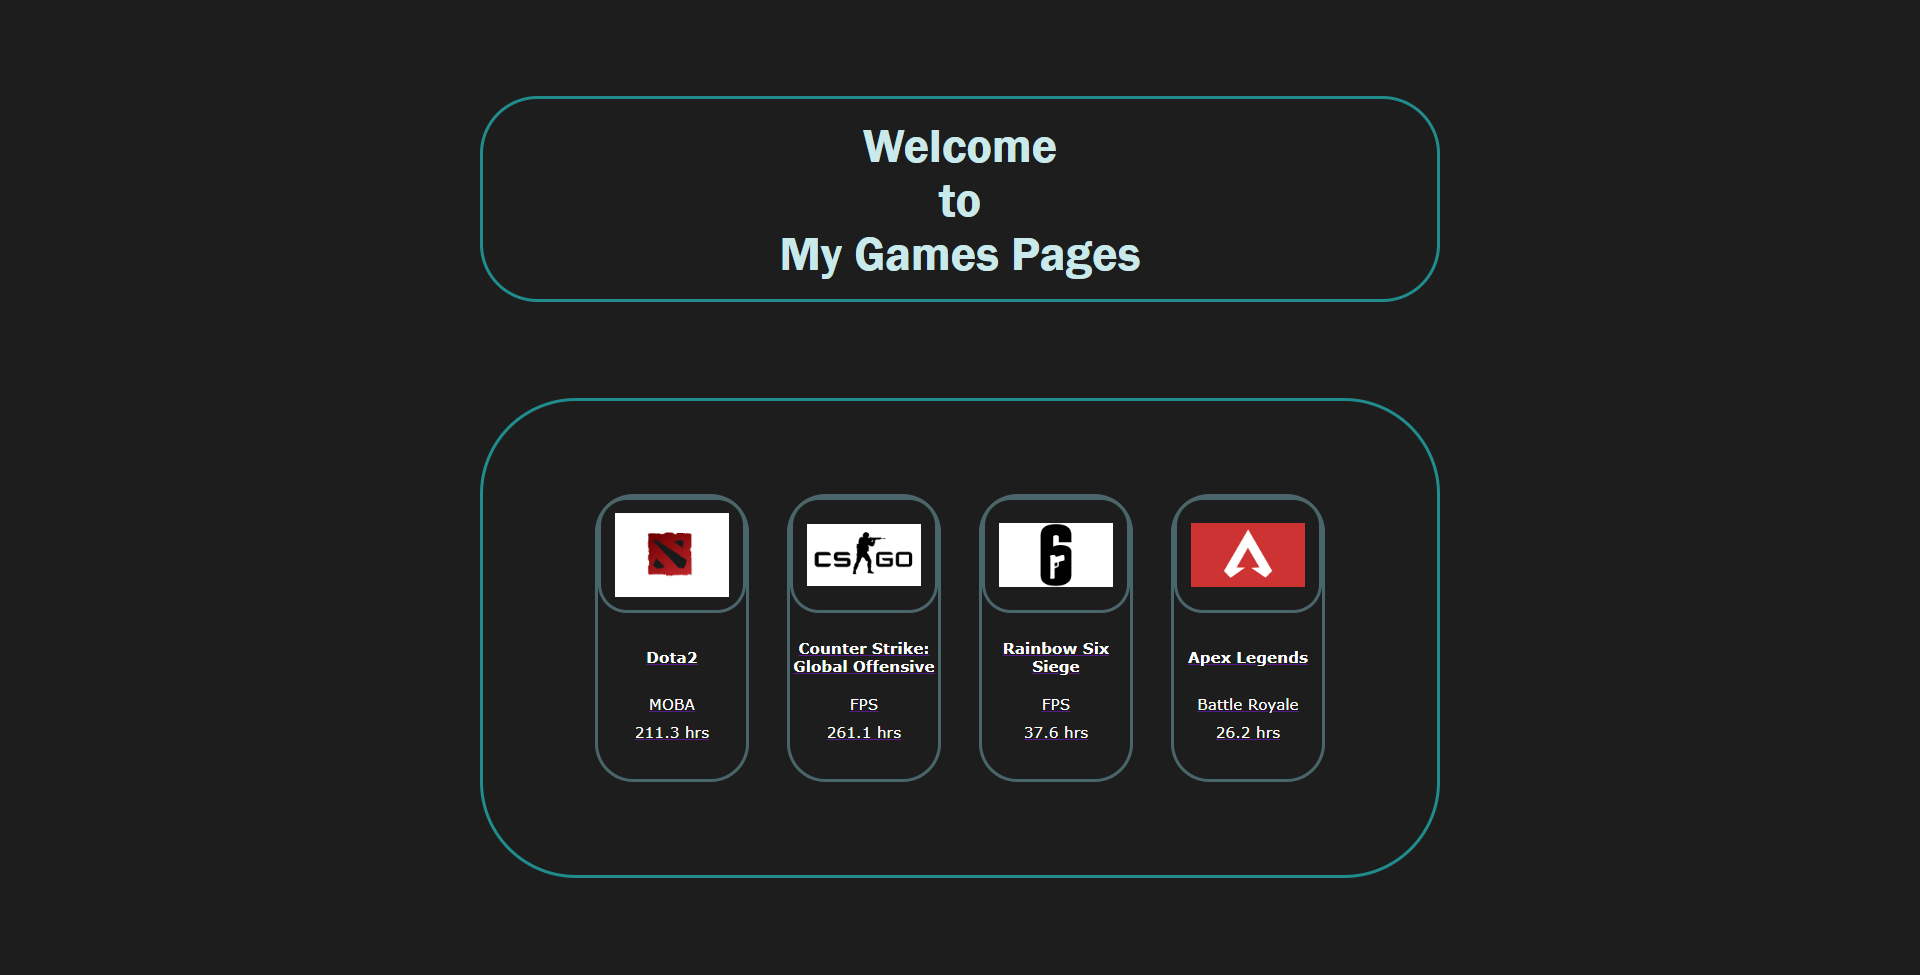 Welcome
to
My Games Pages
CS GO
6
Dota2
MOBA
211.3 hrs
Counter Strike:
Global Offensive
FPS
261.1 hrs
Rainbow Six
Siege
FPS
37.6 hrs
Apex Legends
Battle Royale
26.2 hrs